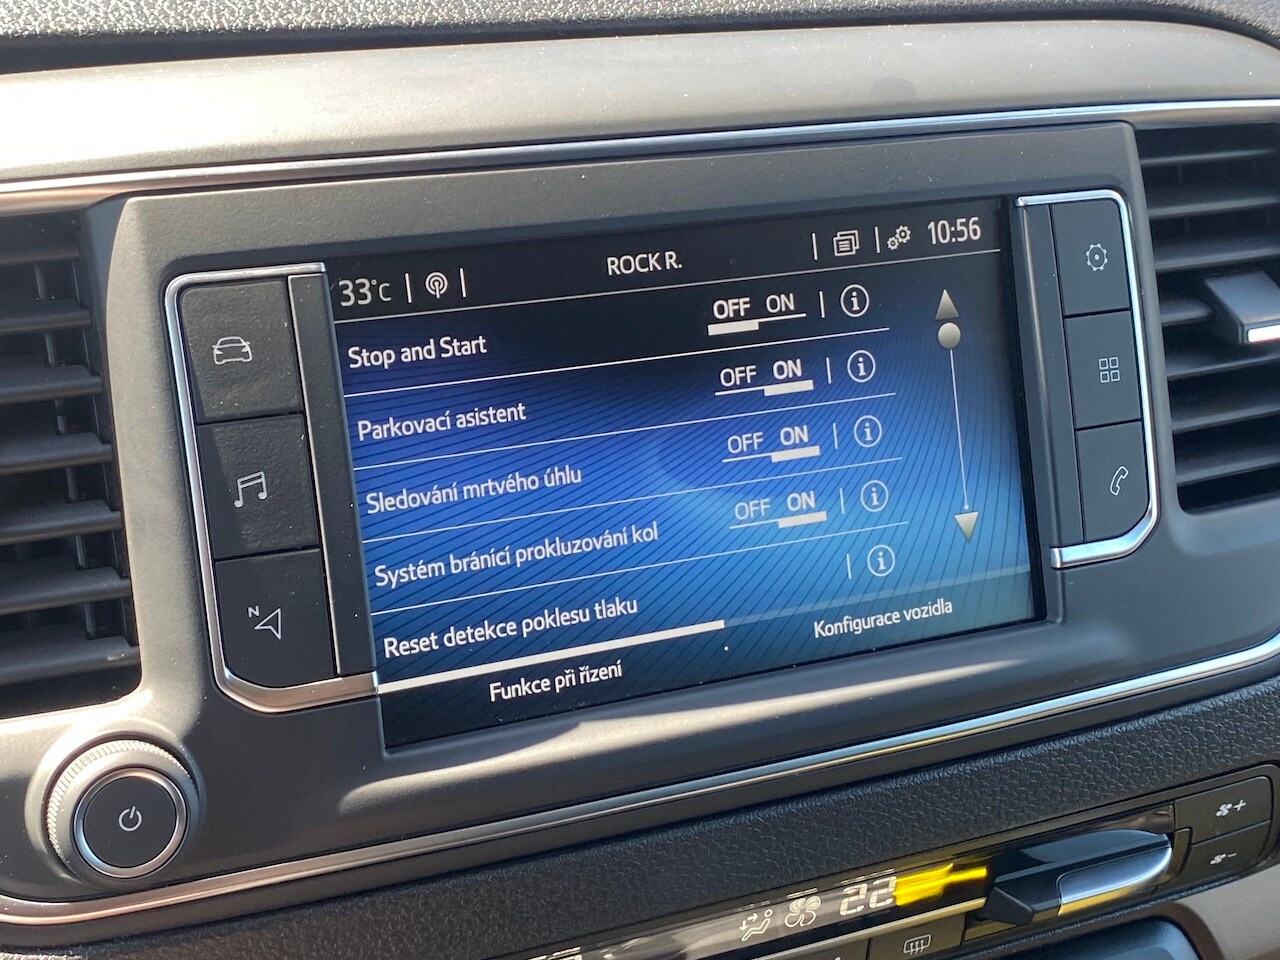 33°C ROCK R. 10:56
Stop and Start OFF ON i
Parkovací asistent OFF ON i
Sledování mrtvého úhlu OFF ON i
Systém bránící prokluzování kol OFF ON i
Reset detekce poklesu tlaku i
Funkce při řízení Konfigurace vozidla
N
22
+
-